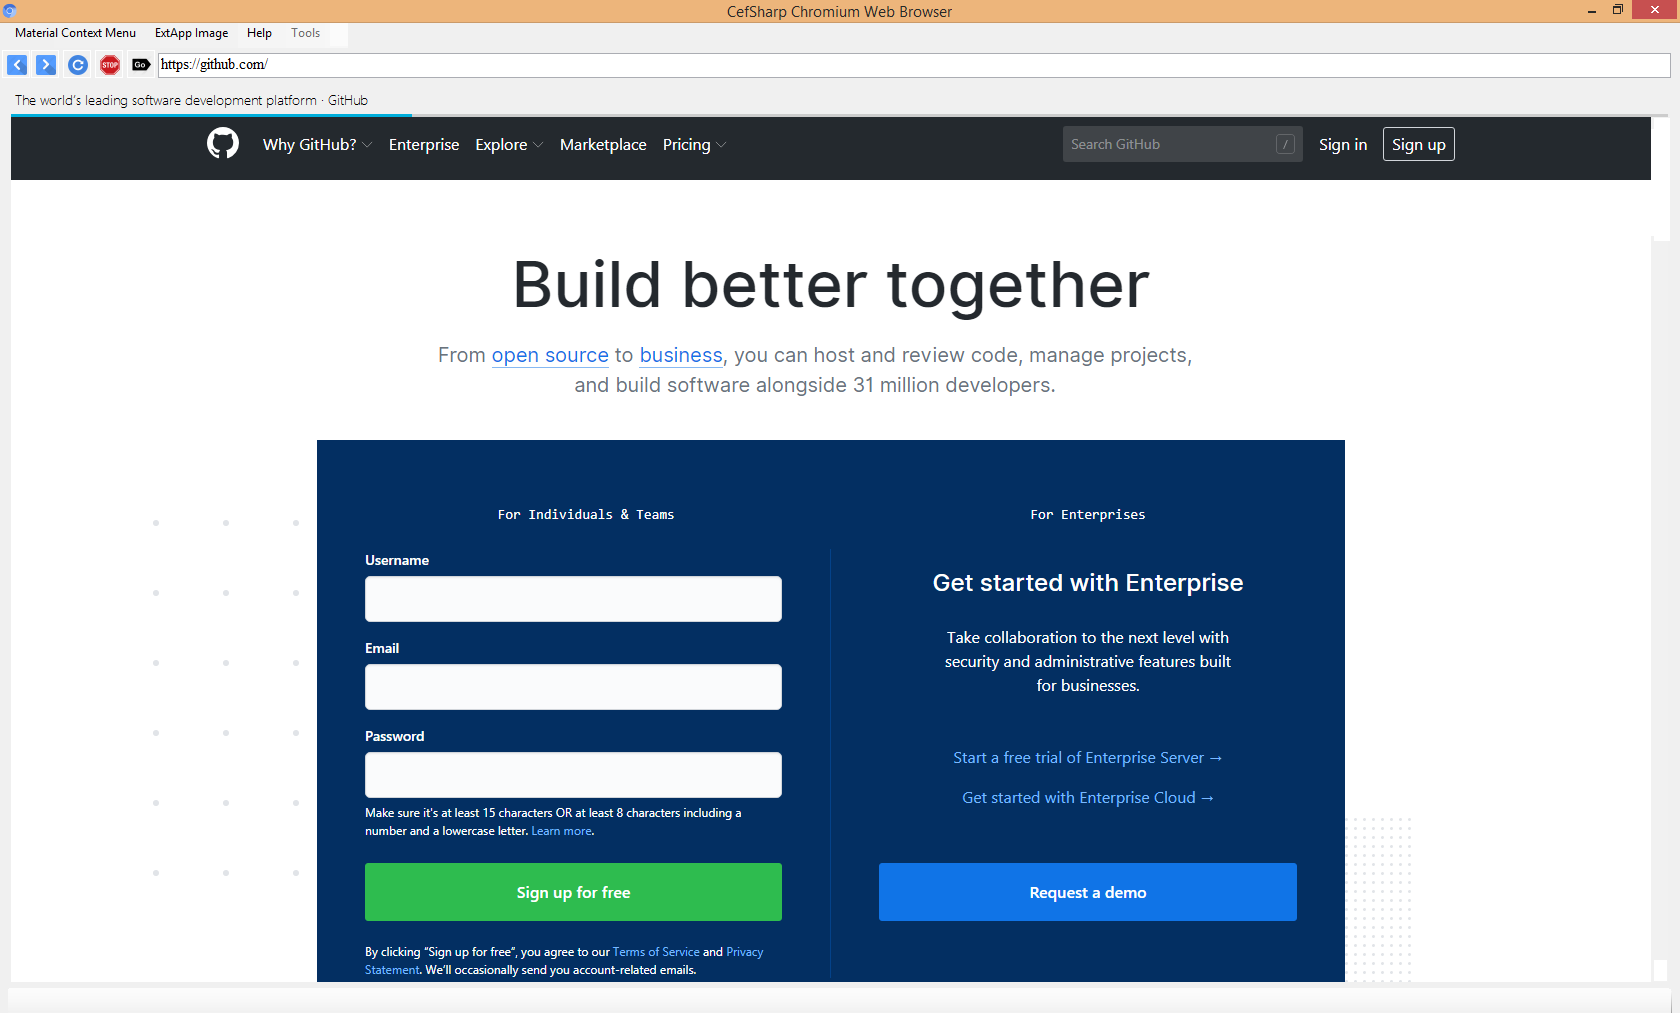 CefSharp Chromium Web Browser
Material Context Menu ExtApp Image Help Tools
STOP Go https://github.com/
The world's leading software development platform · GitHub
Why GitHub? Enterprise Explore Marketplace Pricing Search GitHub / Sign in Sign up
Build better together
From open source to business, you can host and review code, manage projects,
and build software alongside 31 million developers.
For Individuals & Teams
Username
Email
Password
Make sure it's at least 15 characters OR at least 8 characters including a
number and a lowercase letter. Learn more.
Sign up for free
By clicking “Sign up for free”, you agree to our Terms of Service and Privacy
Statement. We’ll occasionally send you account-related emails.
For Enterprises
Get started with Enterprise
Take collaboration to the next level with
security and administrative features built
for businesses.
Start a free trial of Enterprise Server →
Get started with Enterprise Cloud →
Request a demo